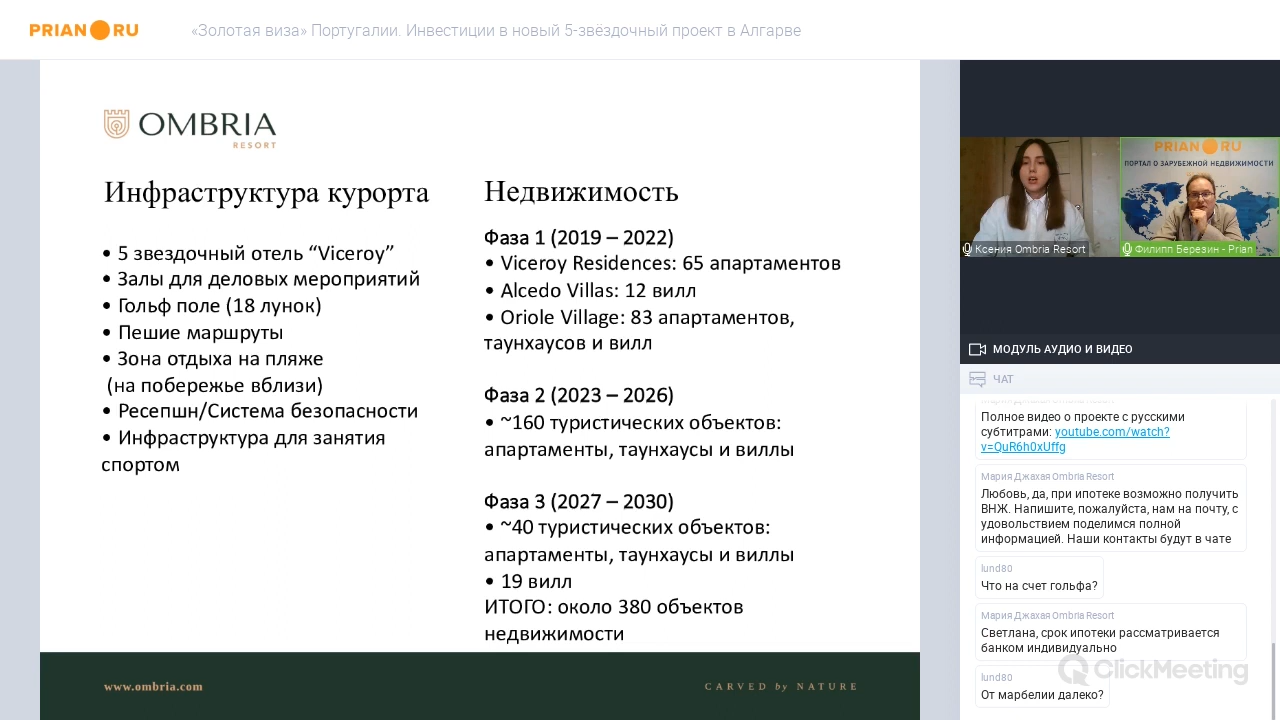 PRIAN RU
«Золотая виза» Португалии. Инвестиции в новый 5-звёздочный проект в Алгарве
OMBRIA
RESORT
Инфраструктура курорта
• 5 звездочный отель “Viceroy”
• Залы для деловых мероприятий
• Гольф поле (18 лунок)
• Пешие маршруты
• Зона отдыха на пляже
(на побережье вблизи)
• Ресепшн/Система безопасности
• Инфраструктура для занятия
спортом
Недвижимость
Фаза 1 (2019 – 2022)
• Viceroy Residences: 65 апартаментов
• Alcedo Villas: 12 вилл
• Oriole Village: 83 апартаментов,
таунхаусов и вилл
Фаза 2 (2023 – 2026)
• ~160 туристических объектов:
апартаменты, таунхаусы и виллы
Фаза 3 (2027 – 2030)
• ~40 туристических объектов:
апартаменты, таунхаусы и виллы
• 19 вилл
ИТОГО: около 380 объектов
недвижимости
www.ombria.com
CARVED by NATURE
PRIAN RU
ПОРТАЛ О ЗАРУБЕЖНОЙ НЕДВИЖИМОСТИ
Ксения Ombria Resort
Филипп Березин - Prian
МОДУЛЬ АУДИО И ВИДЕО
ЧАТ
Полное видео о проекте с русскими
субтитрами: youtube.com/watch?
v=QuR6h0xUffg
Мария Джахая Ombria Resort
Любовь, да, при ипотеке возможно получить
ВНЖ. Напишите, пожалуйста, нам на почту, с
удовольствием поделимся полной
информацией. Наши контакты будут в чате
lund80
Что на счет гольфа?
Мария Джахая Ombria Resort
Светлана, срок ипотеки рассматривается
банком индивидуально
ClickMeeting
lund80
От марбелии далеко?